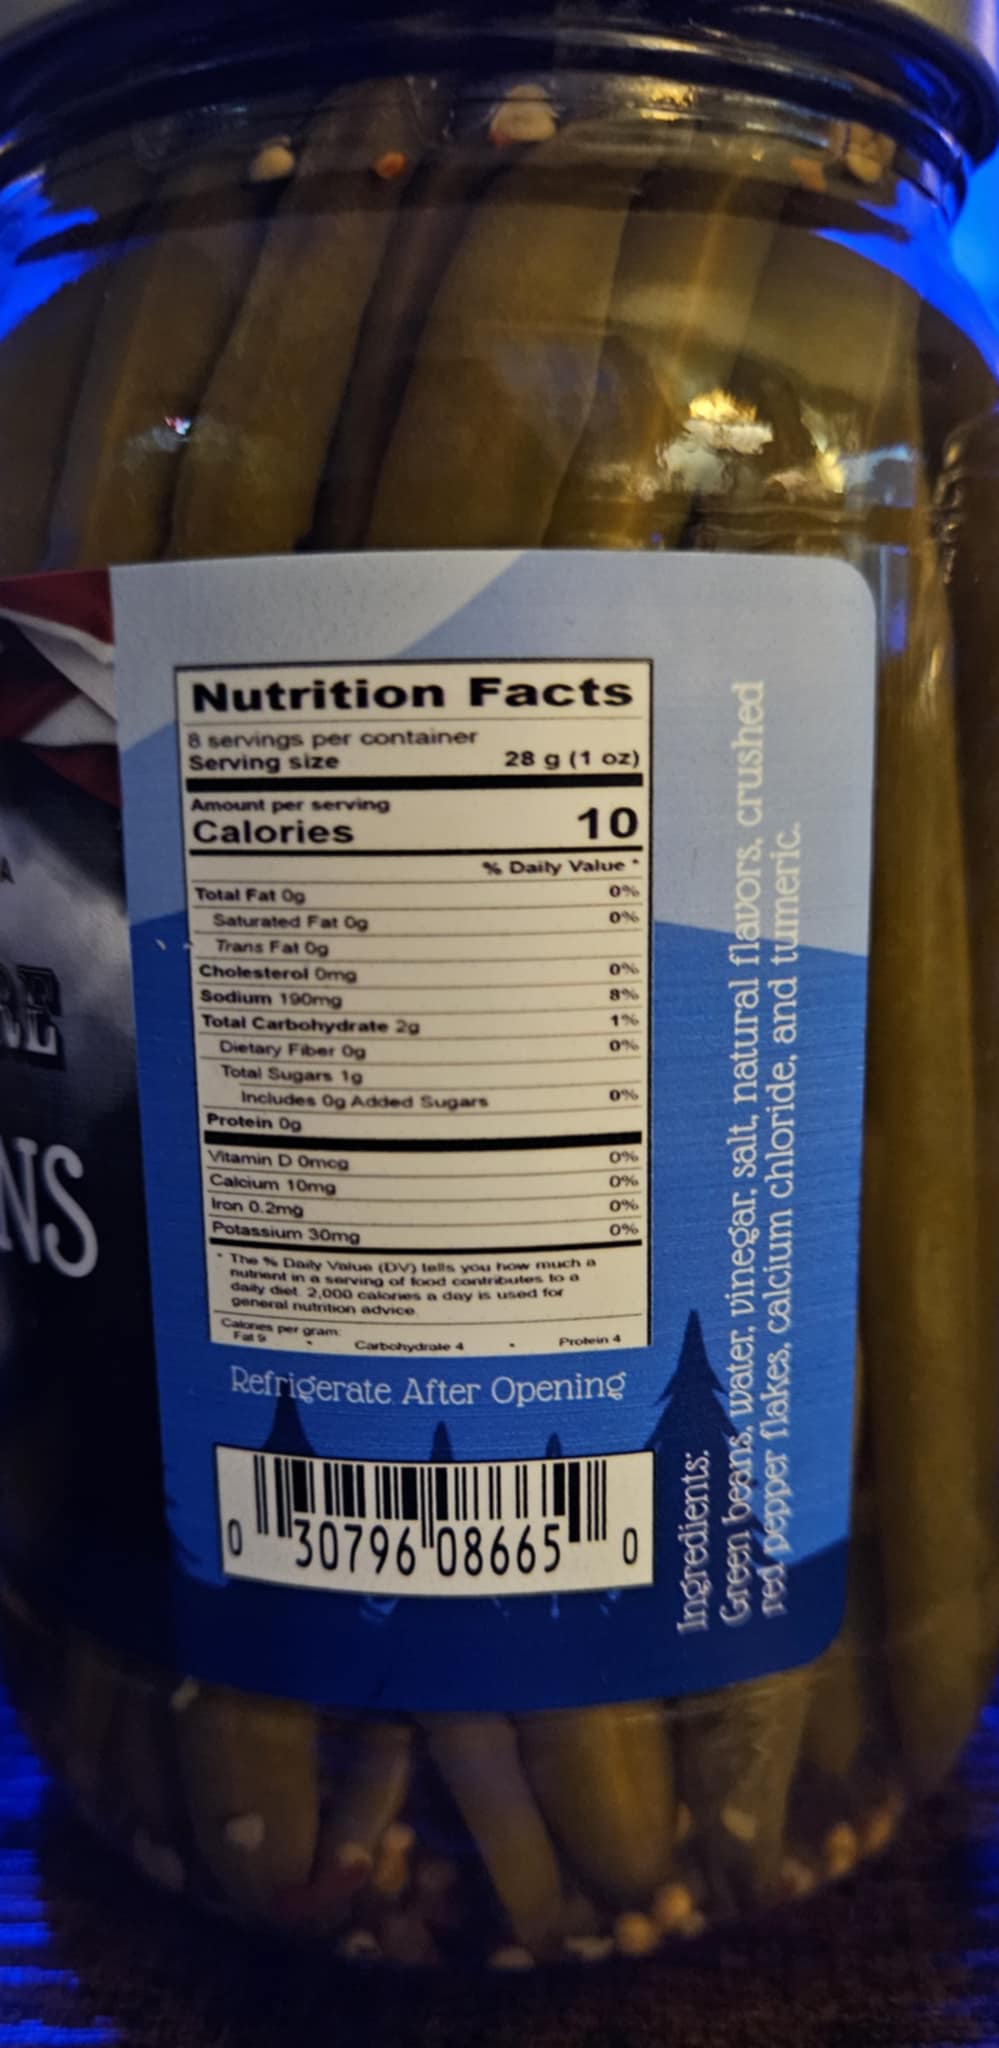 RE
NS
Nutrition Facts
8 servings per container
Serving size 28 g (1 oz)
Amount per serving
Calories 10
% Daily Value *
Total Fat 0g 0%
Saturated Fat 0g 0%
Trans Fat 0g
Cholesterol 0mg 0%
Sodium 190mg 8%
Total Carbohydrate 2g 1%
Dietary Fiber 0g 0%
Total Sugars 1g
Includes 0g Added Sugars 0%
Protein 0g
Vitamin D 0mcg 0%
Calcium 10mg 0%
Iron 0.2mg 0%
Potassium 30mg 0%
* The % Daily Value (DV) tells you how much a
nutrient in a serving of food contributes to a
daily diet. 2,000 calories a day is used for
general nutrition advice.
Calories per gram:
Fat 9 • Carbohydrate 4 • Protein 4
Refrigerate After Opening
0 30796 08665 0
Ingredients:
Green beans, water, vinegar, salt, natural flavors, crushed
red pepper flakes, calcium chloride, and tumeric.